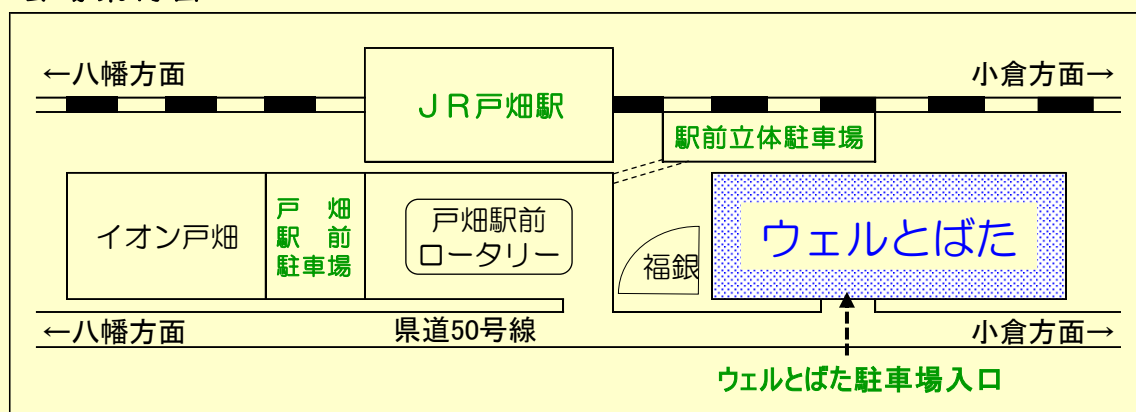 ←八幡方面
小倉方面→
ＪＲ戸畑駅
駅前立体駐車場
イオン戸畑
戸　畑
駅　前
駐車場
戸畑駅前
ロータリー
福銀
ウェルとばた
←八幡方面
県道50号線
小倉方面→
ウェルとばた駐車場入口